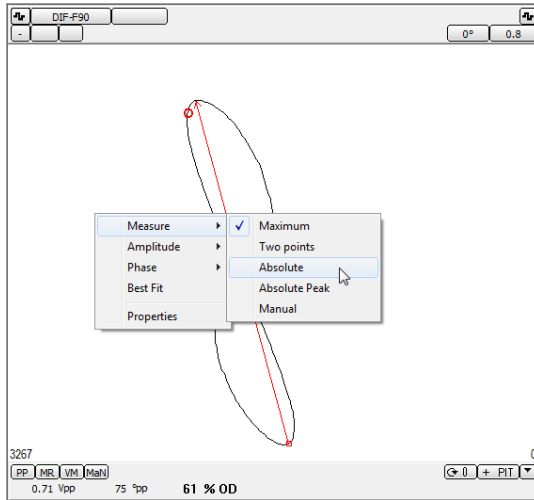 DIF-F90
- 0° 0.8
Measure
Amplitude
Phase
Best Fit
Properties
Maximum
Two points
Absolute
Absolute Peak
Manual
3267 0
PP MR VM MaN 0 + PIT
0.71 Vpp 75 °pp 61 % OD